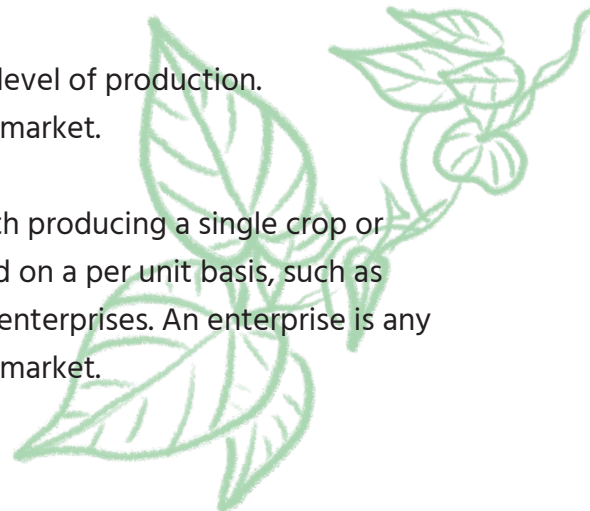 level of production.
market.
th producing a single crop or
d on a per unit basis, such as
enterprises. An enterprise is any
market.